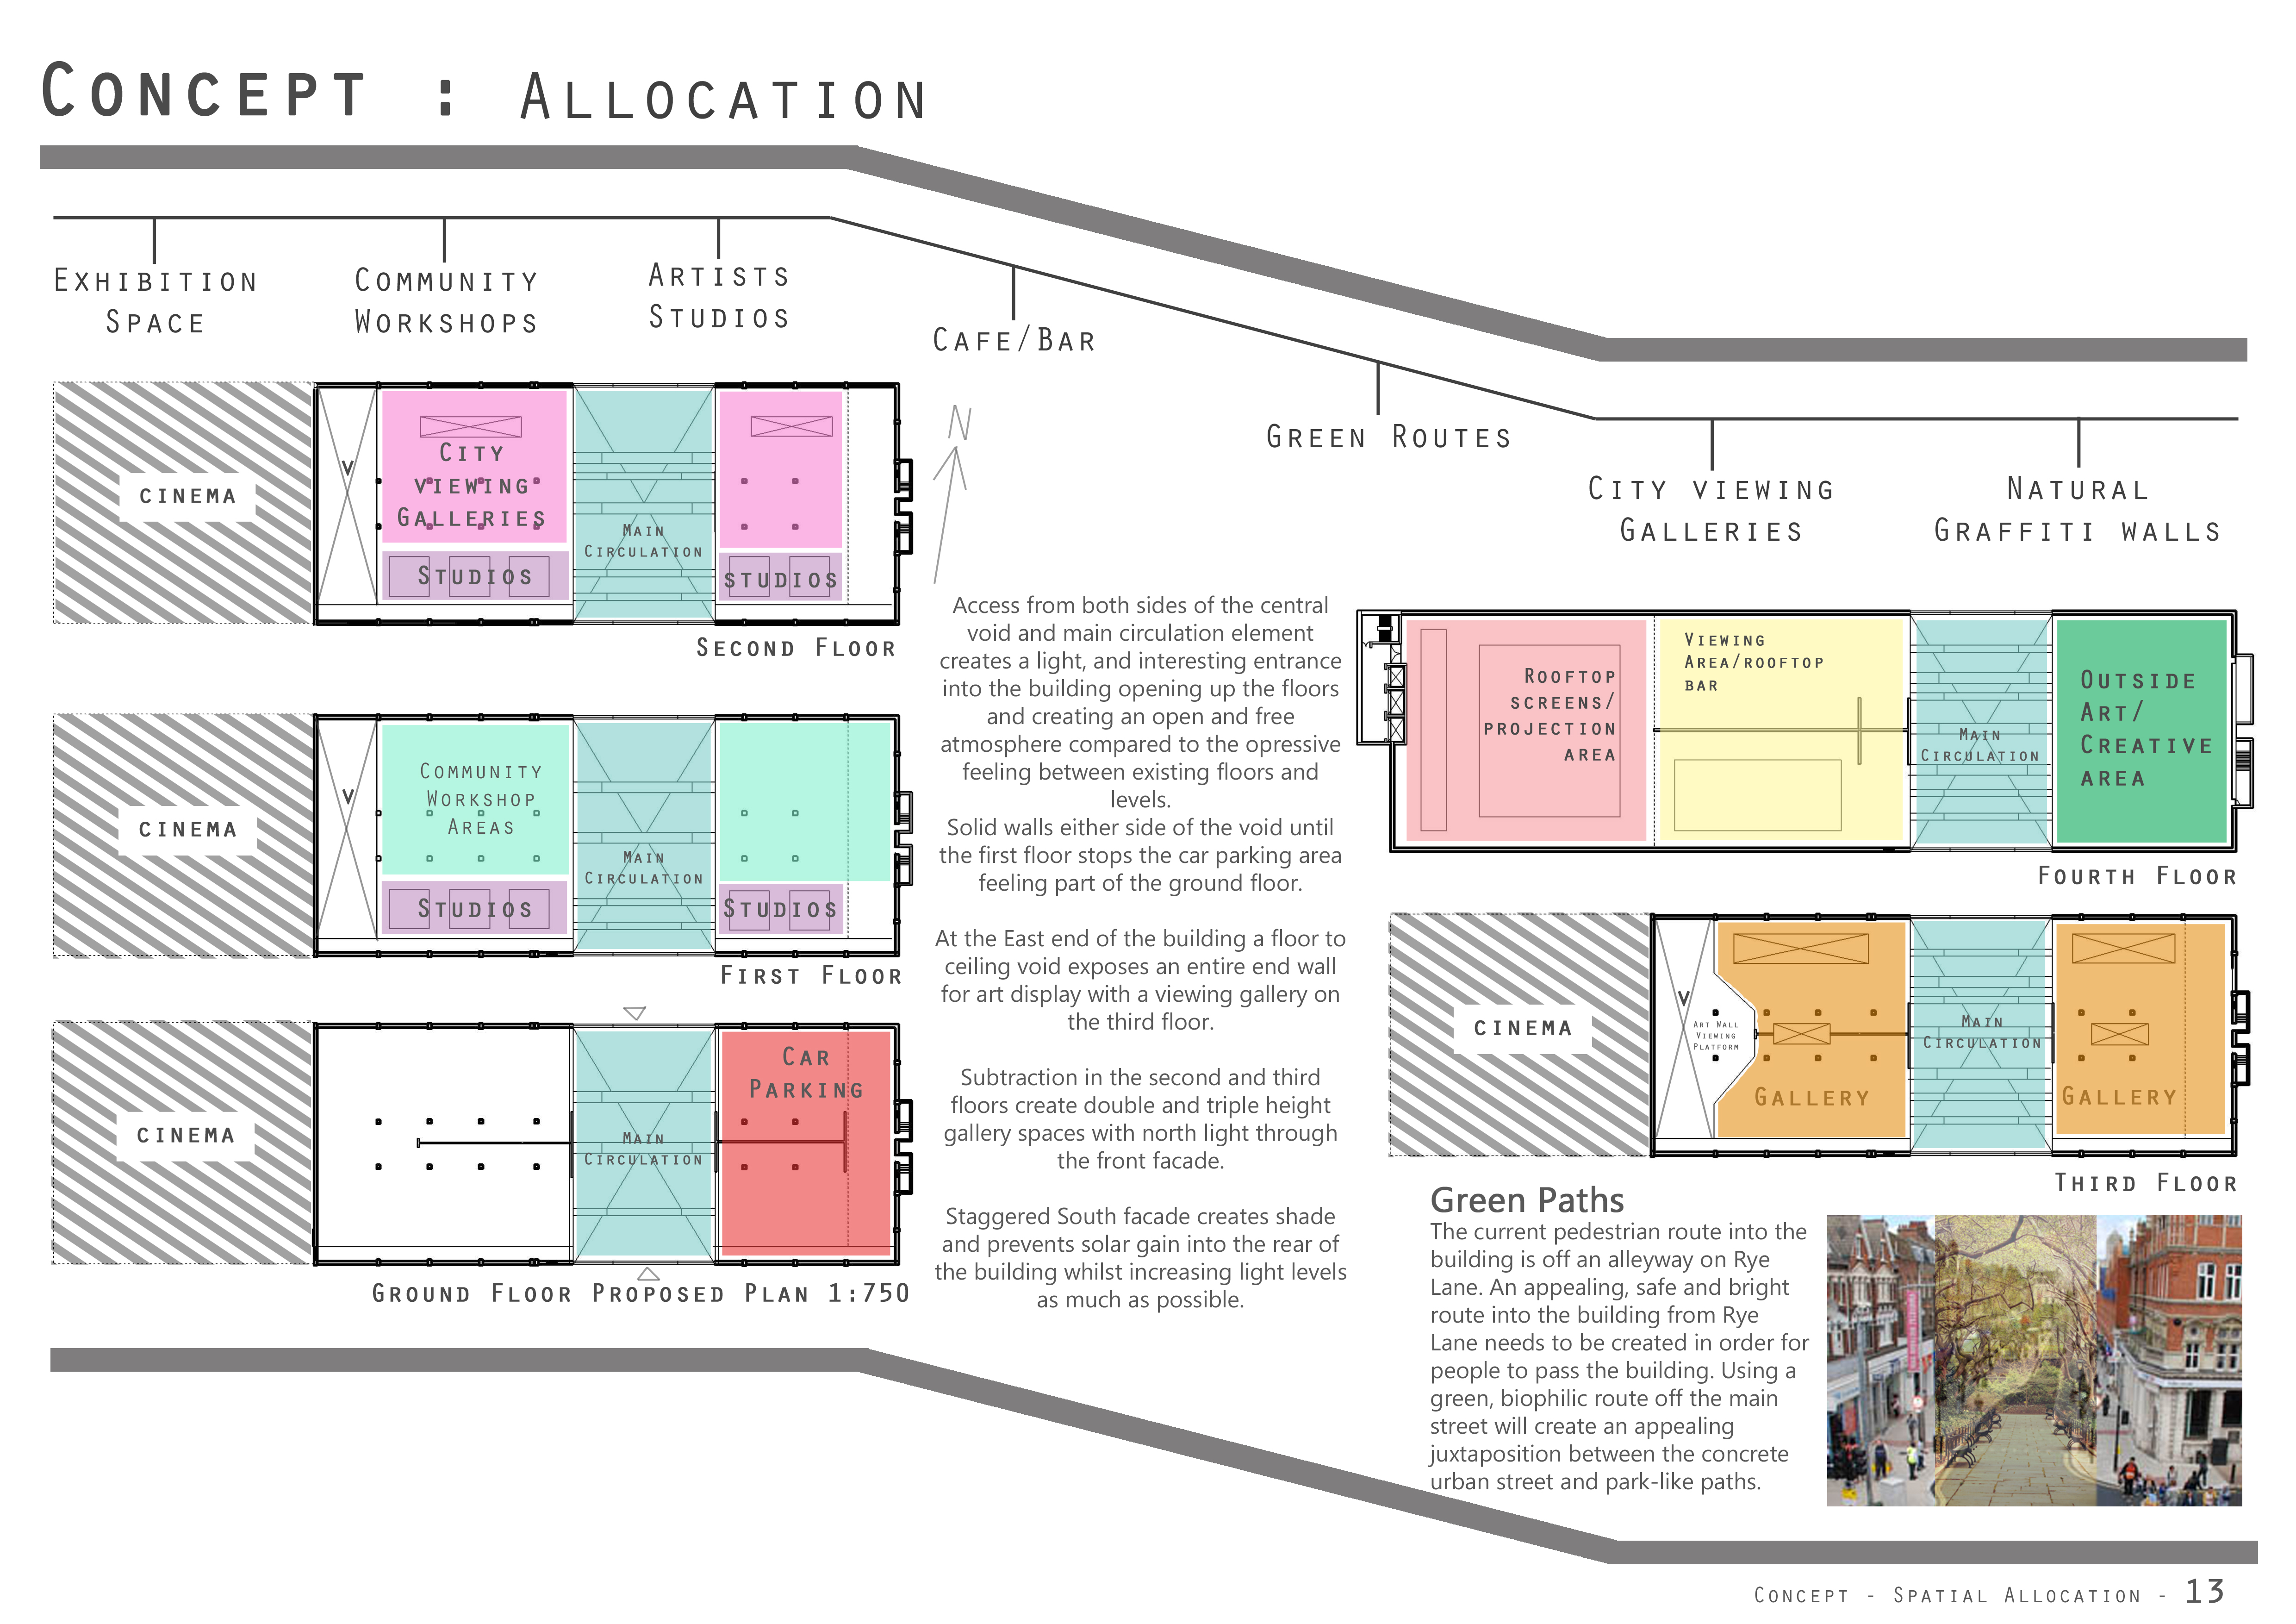 Concept : Allocation
Exhibition
Space
Community
Workshops
Artists
Studios
Cafe/Bar
Green Routes
City viewing
Galleries
Natural
Graffiti walls
CINEMA
V
City
viewing
Galleries
Studios
Main
Circulation
studios
Second Floor
N
CINEMA
V
Community
Workshop
Areas
Studios
Main
Circulation
Studios
First Floor
CINEMA
Main
Circulation
Car
Parking
Ground Floor Proposed Plan 1:750
Access from both sides of the central
void and main circulation element
creates a light, and interesting entrance
into the building opening up the floors
and creating an open and free
atmosphere compared to the opressive
feeling between existing floors and
levels.
Solid walls either side of the void until
the first floor stops the car parking area
feeling part of the ground floor.
At the East end of the building a floor to
ceiling void exposes an entire end wall
for art display with a viewing gallery on
the third floor.
Subtraction in the second and third
floors create double and triple height
gallery spaces with north light through
the front facade.
Staggered South facade creates shade
and prevents solar gain into the rear of
the building whilst increasing light levels
as much as possible.
Rooftop
screens/
projection
area
Viewing
Area/rooftop
bar
Main
Circulation
Outside
Art/
Creative
area
Fourth Floor
CINEMA
V
Art Wall
Viewing
Platform
Gallery
Main
Circulation
Gallery
Third Floor
Green Paths
The current pedestrian route into the
building is off an alleyway on Rye
Lane. An appealing, safe and bright
route into the building from Rye
Lane needs to be created in order for
people to pass the building. Using a
green, biophilic route off the main
street will create an appealing
juxtaposition between the concrete
urban street and park-like paths.
Concept - Spatial Allocation - 13